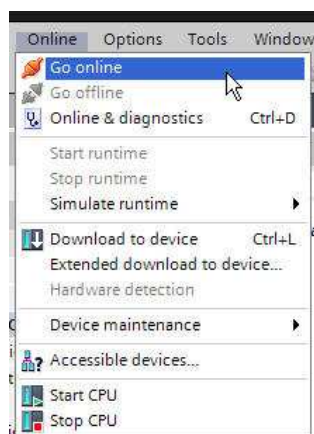 Online Options Tools Window
Go online
Go offline
Online & diagnostics Ctrl+D
Start runtime
Stop runtime
Simulate runtime
Download to device Ctrl+L
Extended download to device...
Hardware detection
Device maintenance
Accessible devices...
Start CPU
Stop CPU